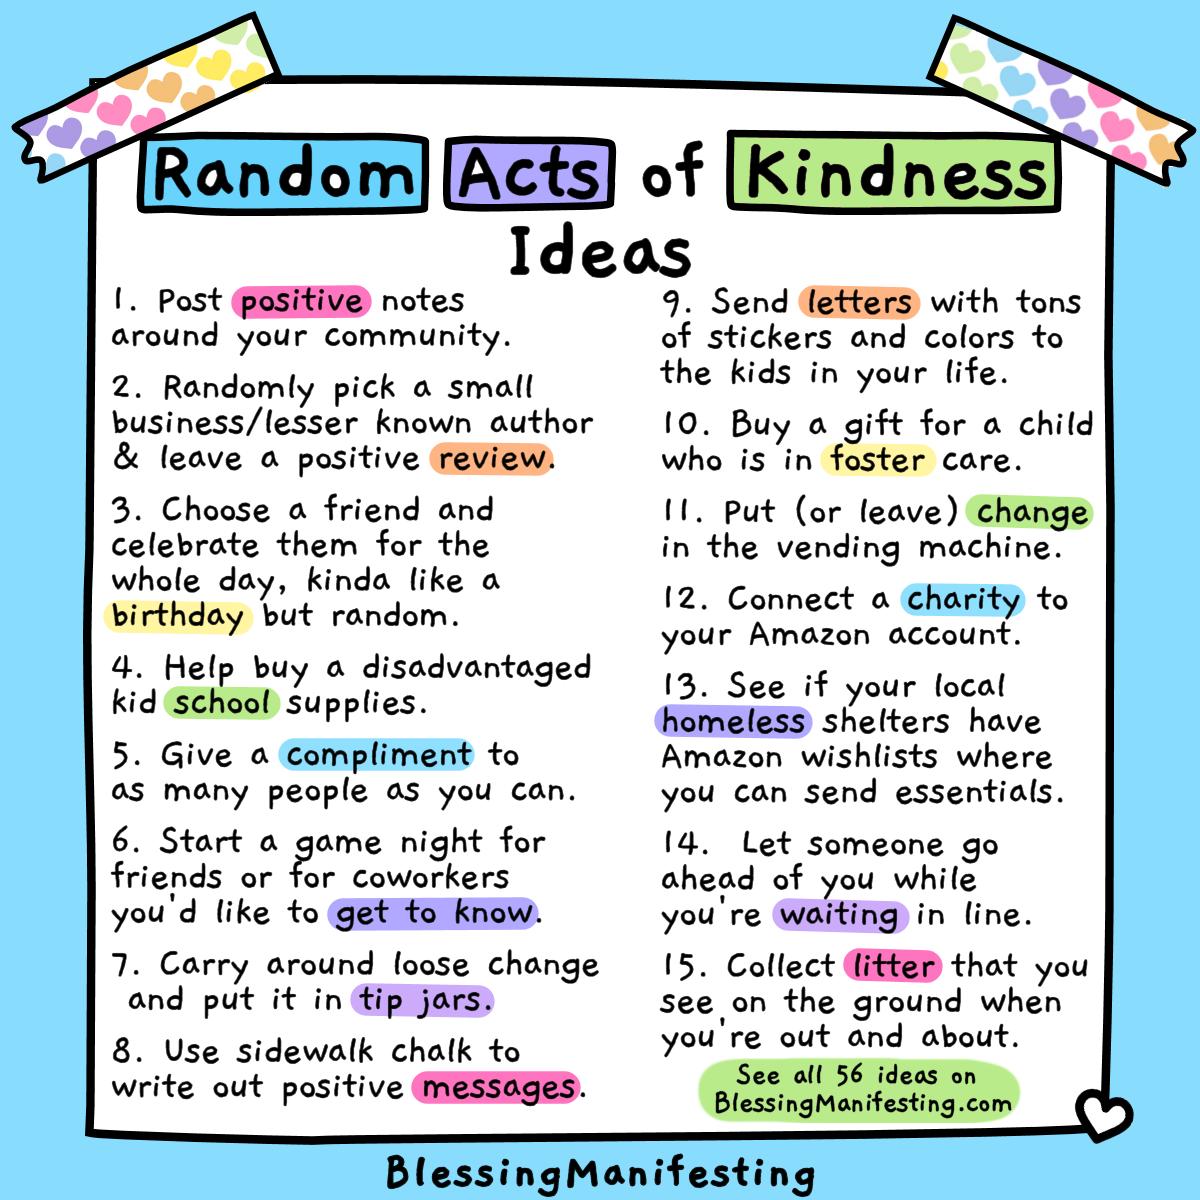 Random Acts of Kindness
Ideas
1. Post positive notes
around your community.
2. Randomly pick a small
business/lesser known author
& leave a positive review.
3. Choose a friend and
celebrate them for the
whole day, kinda like a
birthday but random.
4. Help buy a disadvantaged
kid school supplies.
5. Give a compliment to
as many people as you can.
6. Start a game night for
friends or for coworkers
you'd like to get to know.
7. Carry around loose change
and put it in tip jars.
8. Use sidewalk chalk to
write out positive messages.
9. Send letters with tons
of stickers and colors to
the kids in your life.
10. Buy a gift for a child
who is in foster care.
11. Put (or leave) change
in the vending machine.
12. Connect a charity to
your Amazon account.
13. See if your local
homeless shelters have
Amazon wishlists where
you can send essentials.
14. Let someone go
ahead of you while
you're waiting in line.
15. Collect litter that you
see on the ground when
you're out and about.
See all 56 ideas on
BlessingManifesting.com
BlessingManifesting